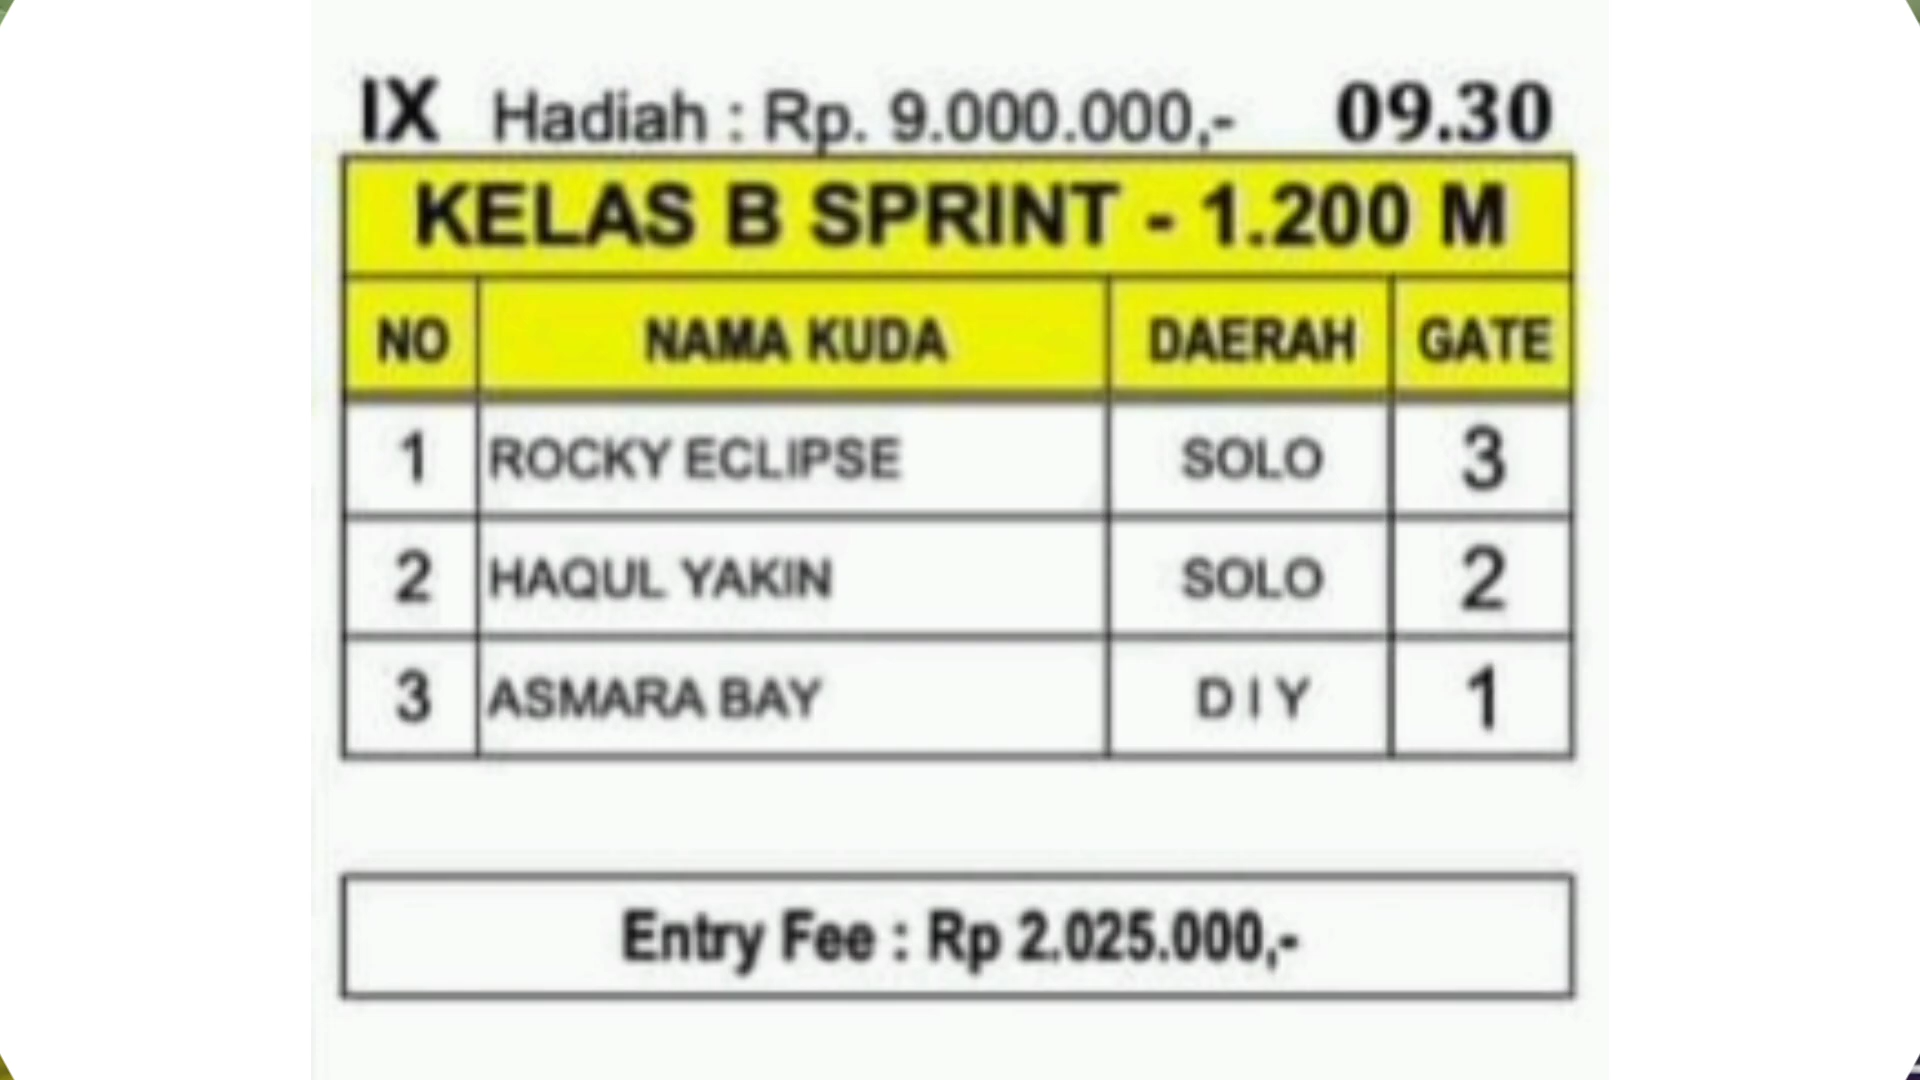 IX Hadiah : Rp. 9.000.000,- 09.30
KELAS B SPRINT - 1.200 M
NO NAMA KUDA DAERAH GATE
1 ROCKY ECLIPSE SOLO 3
2 HAQUL YAKIN SOLO 2
3 ASMARA BAY D I Y 1
Entry Fee : Rp 2.025.000,-